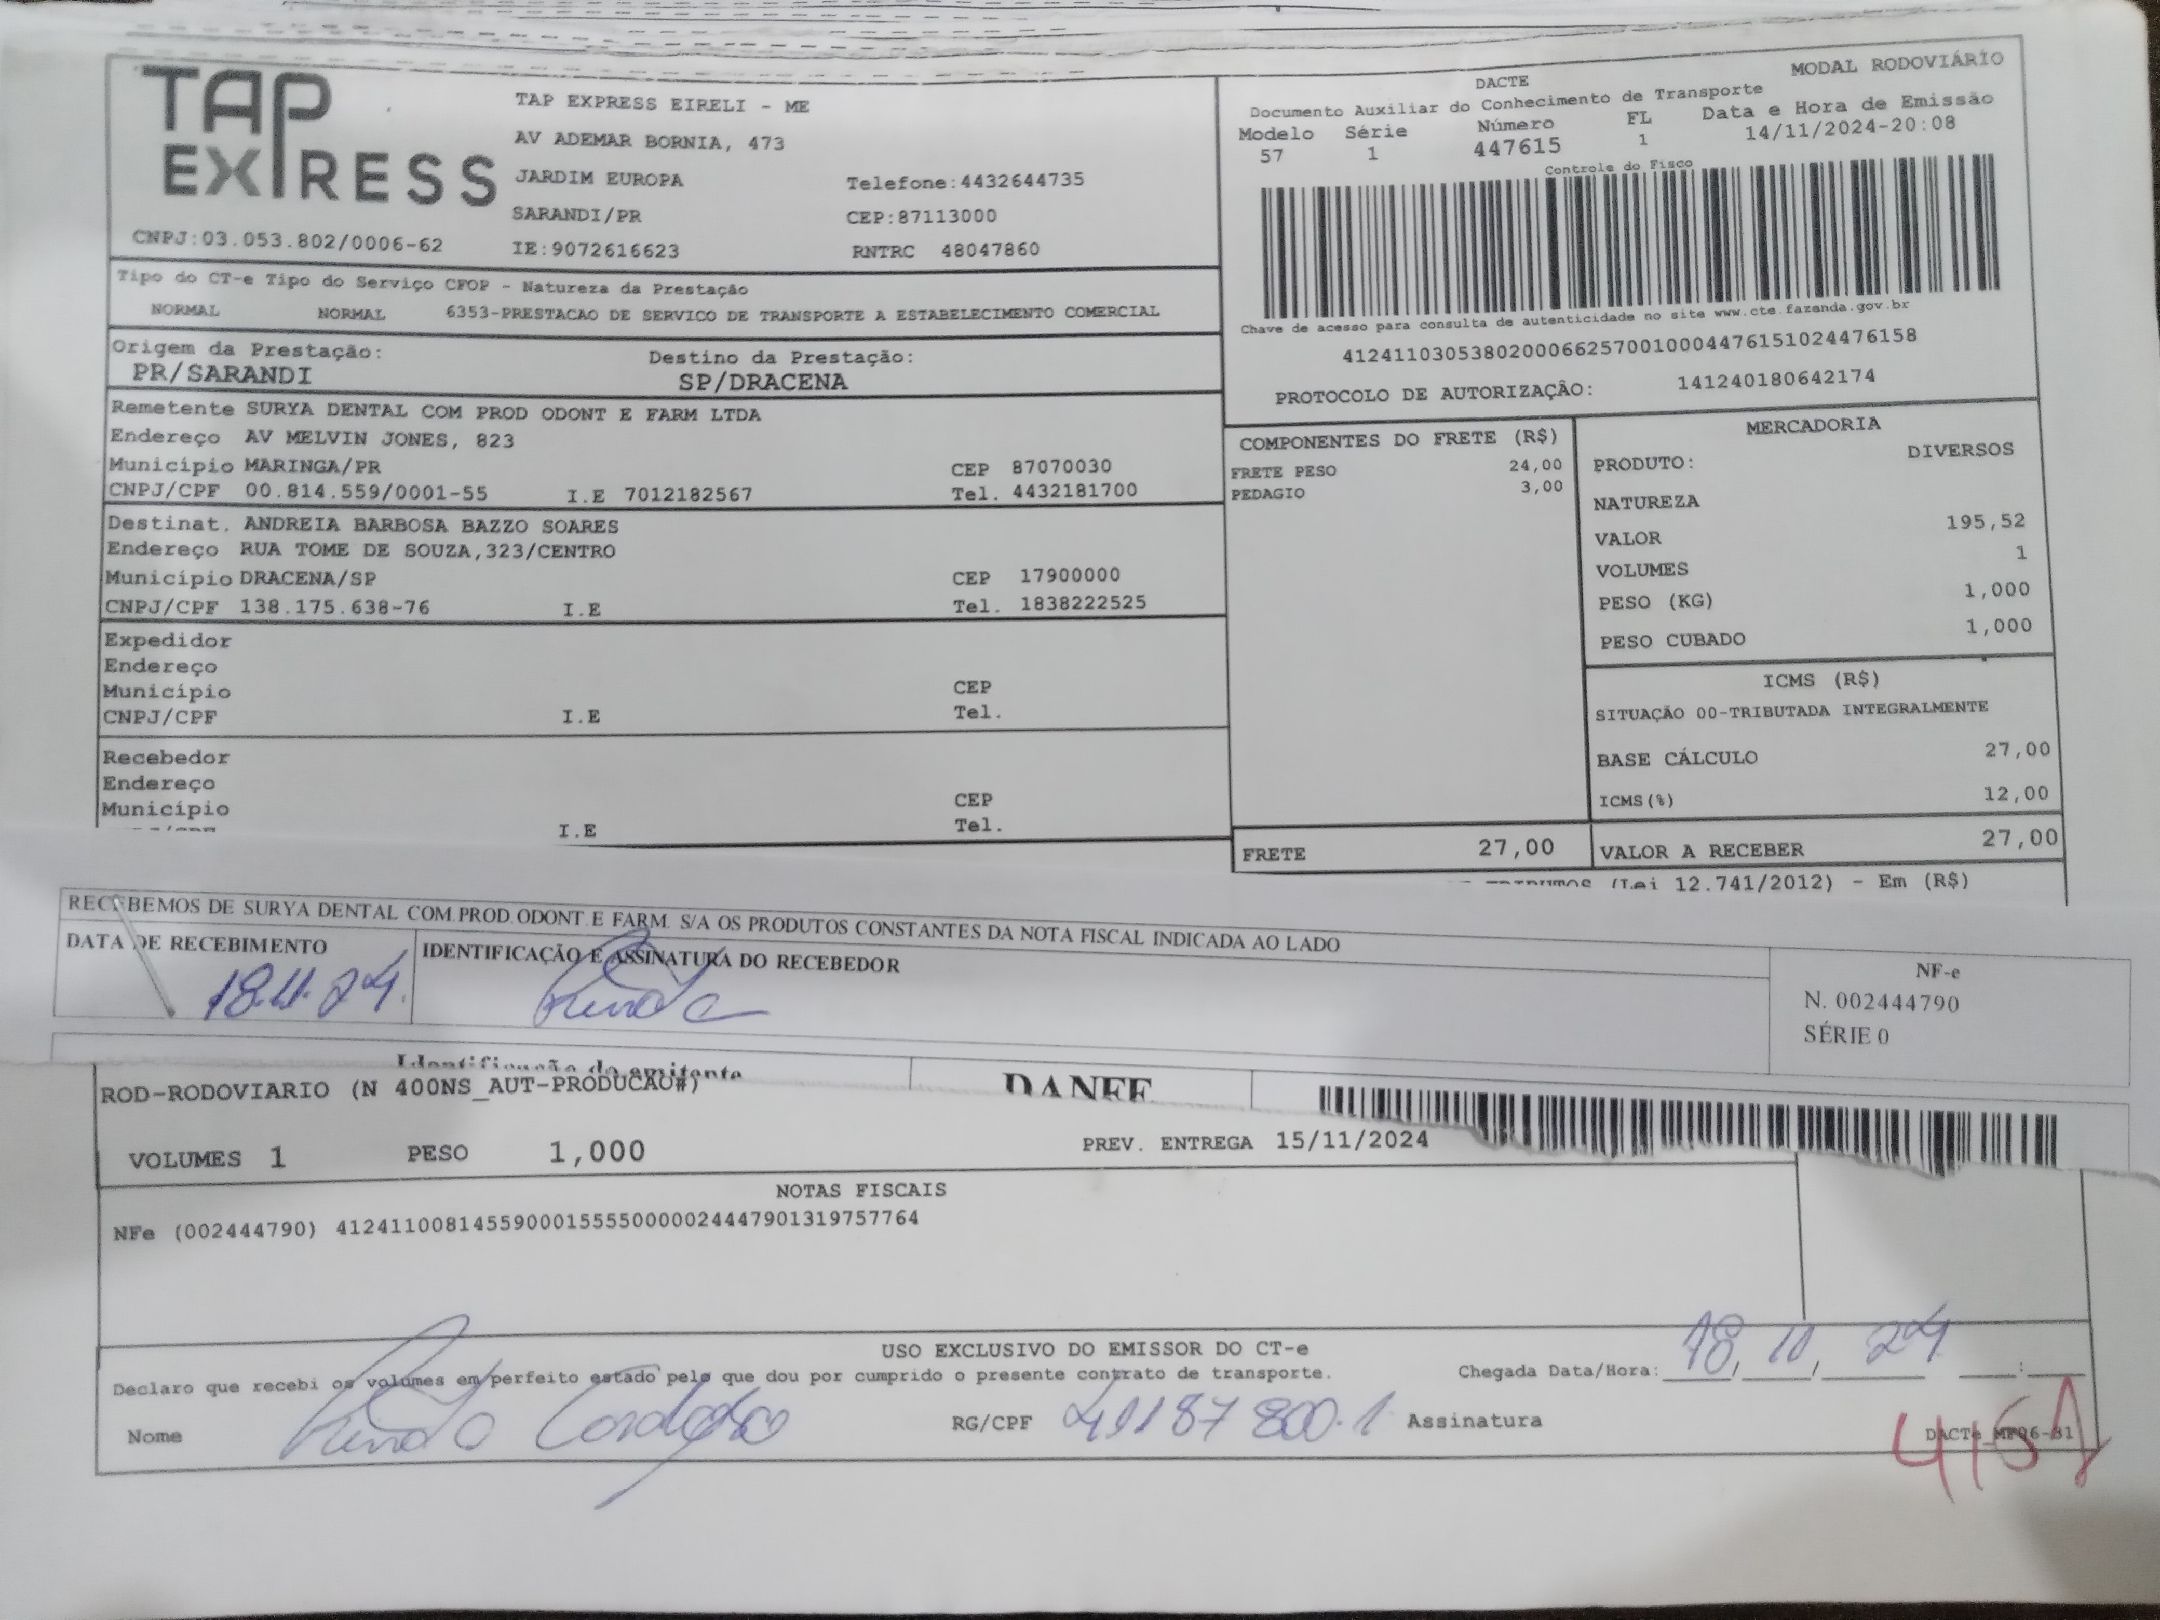 TAP EXPRESS
TAP EXPRESS EIRELI - ME
AV ADEMAR BORNIA, 473
JARDIM EUROPA Telefone:4432644735
SARANDI/PR CEP:87113000
CNPJ:03.053.802/0006-62 IE:9072616623 RNTRC 48047860
MODAL RODOVIÁRIO
DACTE
Documento Auxiliar do Conhecimento de Transporte
Modelo Série Número FL Data e Hora de Emissão
57 1 447615 1 14/11/2024-20:08
Controle do Fisco
Chave de acesso para consulta de autenticidade no site www.cte.fazenda.gov.br
41241103053802000662570010004476151024476158
PROTOCOLO DE AUTORIZAÇÃO: 141240180642174
Tipo do CT-e Tipo do Serviço CFOP - Natureza da Prestação
NORMAL NORMAL 6353-PRESTACAO DE SERVICO DE TRANSPORTE A ESTABELECIMENTO COMERCIAL
Origem da Prestação: Destino da Prestação:
PR/SARANDI SP/DRACENA
Remetente SURYA DENTAL COM PROD ODONT E FARM LTDA
Endereço AV MELVIN JONES, 823
Município MARINGA/PR CEP 87070030
CNPJ/CPF 00.814.559/0001-55 I.E 7012182567 Tel. 4432181700
Destinat. ANDREIA BARBOSA BAZZO SOARES
Endereço RUA TOME DE SOUZA,323/CENTRO
Município DRACENA/SP CEP 17900000
CNPJ/CPF 138.175.638-76 I.E Tel. 1838222525
Expedidor
Endereço
Município CEP
CNPJ/CPF I.E Tel.
Recebedor
Endereço
Município CEP
I.E Tel.
COMPONENTES DO FRETE (R$)
FRETE PESO 24,00
PEDAGIO 3,00
FRETE 27,00
MERCADORIA
PRODUTO: DIVERSOS
NATUREZA
VALOR 195,52
VOLUMES 1
PESO (KG) 1,000
PESO CUBADO 1,000
ICMS (R$)
SITUAÇÃO 00-TRIBUTADA INTEGRALMENTE
BASE CÁLCULO 27,00
ICMS(%) 12,00
VALOR A RECEBER 27,00
TRIBUTOS (Lei 12.741/2012) - Em (R$)
RECEBEMOS DE SURYA DENTAL COM.PROD.ODONT.E FARM. S/A OS PRODUTOS CONSTANTES DA NOTA FISCAL INDICADA AO LADO
DATA DE RECEBIMENTO IDENTIFICAÇÃO E ASSINATURA DO RECEBEDOR
18.11.24
NF-e
N. 002444790
SÉRIE 0
Identificação do emitente DANFE
ROD-RODOVIARIO (N 400NS_AUT-PRODUCAO#)
VOLUMES 1 PESO 1,000 PREV. ENTREGA 15/11/2024
NOTAS FISCAIS
NFe (002444790) 41241100814559000155550000024447901319757764
USO EXCLUSIVO DO EMISSOR DO CT-e
Declaro que recebi os volumes em perfeito estado pelo que dou por cumprido o presente contrato de transporte. Chegada Data/Hora: 18, 11, 24 :
Nome RG/CPF Assinatura